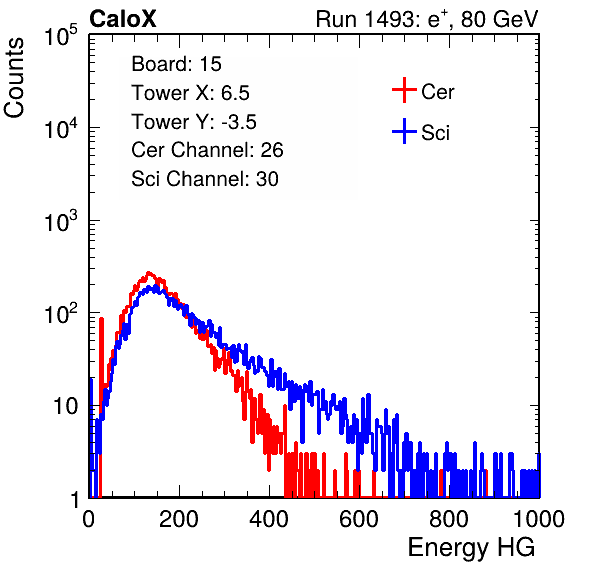 CaloX Run 1493: e⁺, 80 GeV
Counts
10⁵
10⁴
10³
10²
10
1
Board: 15
Tower X: 6.5
Tower Y: -3.5
Cer Channel: 26
Sci Channel: 30
Cer
Sci
0 200 400 600 800 1000
Energy HG